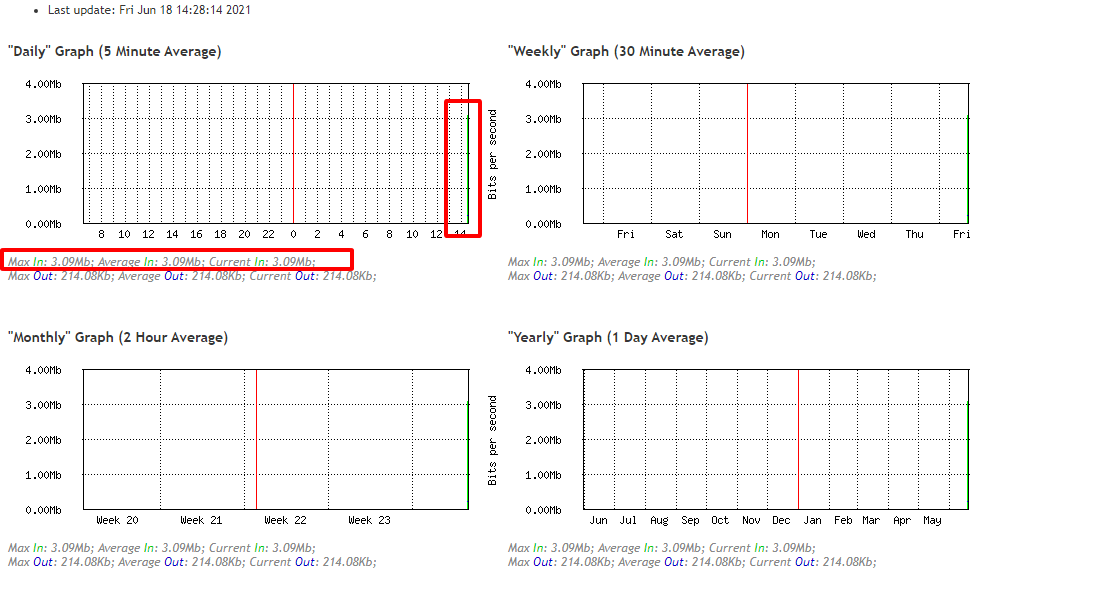 Last update: Fri Jun 18 14:28:14 2021
"Daily" Graph (5 Minute Average)
4.00Mb
3.00Mb
2.00Mb
1.00Mb
0.00Mb
8 10 12 14 16 18 20 22 0 2 4 6 8 10 12 14
Bits per second
Max In: 3.09Mb; Average In: 3.09Mb; Current In: 3.09Mb;
Max Out: 214.08Kb; Average Out: 214.08Kb; Current Out: 214.08Kb;
"Weekly" Graph (30 Minute Average)
4.00Mb
3.00Mb
2.00Mb
1.00Mb
0.00Mb
Fri Sat Sun Mon Tue Wed Thu Fri
Max In: 3.09Mb; Average In: 3.09Mb; Current In: 3.09Mb;
Max Out: 214.08Kb; Average Out: 214.08Kb; Current Out: 214.08Kb;
"Monthly" Graph (2 Hour Average)
4.00Mb
3.00Mb
2.00Mb
1.00Mb
0.00Mb
Week 20 Week 21 Week 22 Week 23
Bits per second
Max In: 3.09Mb; Average In: 3.09Mb; Current In: 3.09Mb;
Max Out: 214.08Kb; Average Out: 214.08Kb; Current Out: 214.08Kb;
"Yearly" Graph (1 Day Average)
4.00Mb
3.00Mb
2.00Mb
1.00Mb
0.00Mb
Jun Jul Aug Sep Oct Nov Dec Jan Feb Mar Apr May
Max In: 3.09Mb; Average In: 3.09Mb; Current In: 3.09Mb;
Max Out: 214.08Kb; Average Out: 214.08Kb; Current Out: 214.08Kb;